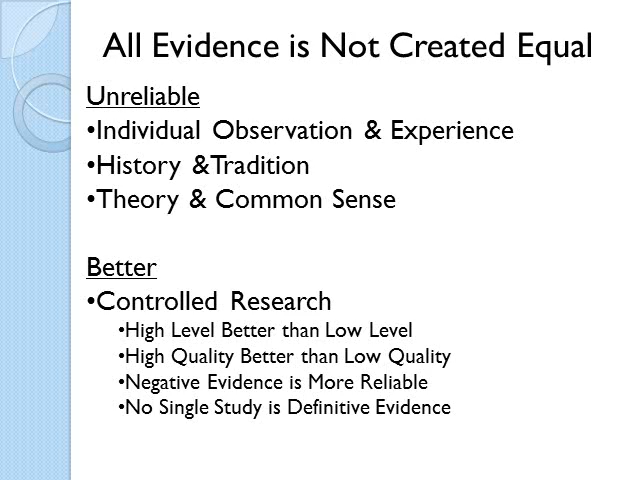 All Evidence is Not Created Equal
Unreliable
•Individual Observation & Experience
•History &Tradition
•Theory & Common Sense
Better
•Controlled Research
•High Level Better than Low Level
•High Quality Better than Low Quality
•Negative Evidence is More Reliable
•No Single Study is Definitive Evidence